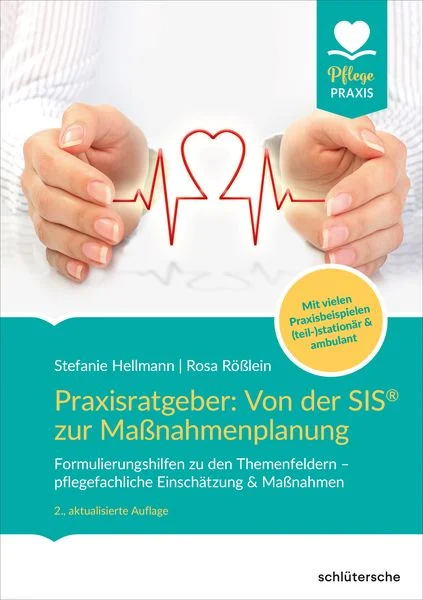 Pflege
PRAXIS
Mit vielen
Praxisbeispielen
(teil-)stationär &
ambulant
Stefanie Hellmann | Rosa Rößlein
Praxisratgeber: Von der SIS®
zur Maßnahmenplanung
Formulierungshilfen zu den Themenfeldern –
pflegefachliche Einschätzung & Maßnahmen
2., aktualisierte Auflage
schlütersche